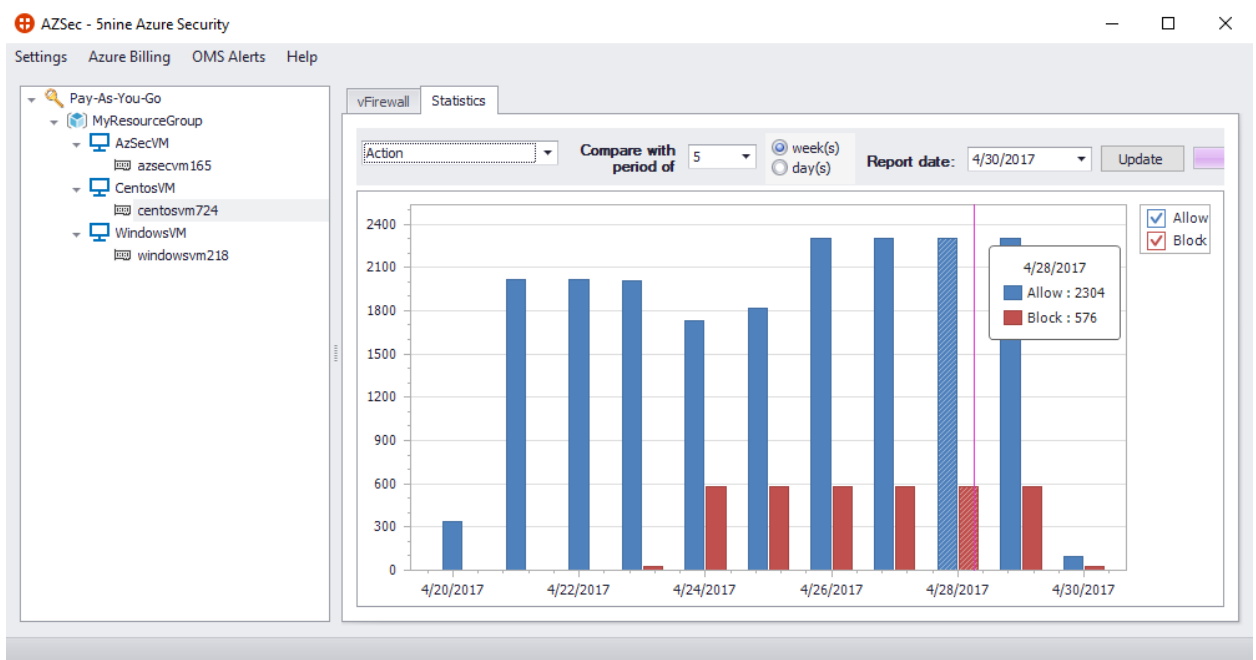 AZSec - 5nine Azure Security
Settings Azure Billing OMS Alerts Help
Pay-As-You-Go
MyResourceGroup
AzSecVM
azsecvm165
CentosVM
centosvm724
WindowsVM
windowsvm218
vFirewall Statistics
Action
Compare with
period of
5
week(s)
day(s)
Report date:
4/30/2017
Update
2400
2100
1800
1500
1200
900
600
300
0
4/20/2017 4/22/2017 4/24/2017 4/26/2017 4/28/2017 4/30/2017
4/28/2017
Allow : 2304
Block : 576
Allow
Block